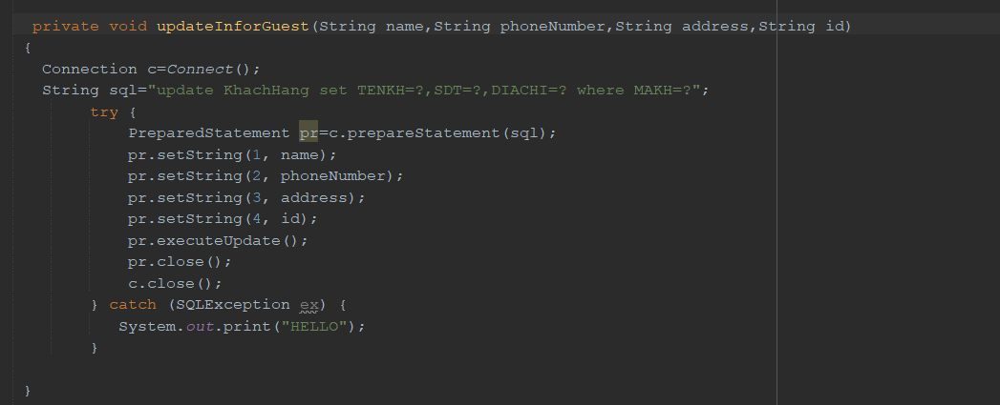 private void updateInforGuest(String name,String phoneNumber,String address,String id)
{
Connection c=Connect();
String sql="update KhachHang set TENKH=?,SDT=?,DIACHI=? where MAKH=?";
try {
PreparedStatement pr=c.prepareStatement(sql);
pr.setString(1, name);
pr.setString(2, phoneNumber);
pr.setString(3, address);
pr.setString(4, id);
pr.executeUpdate();
pr.close();
c.close();
} catch (SQLException ex) {
System.out.print("HELLO");
}
}